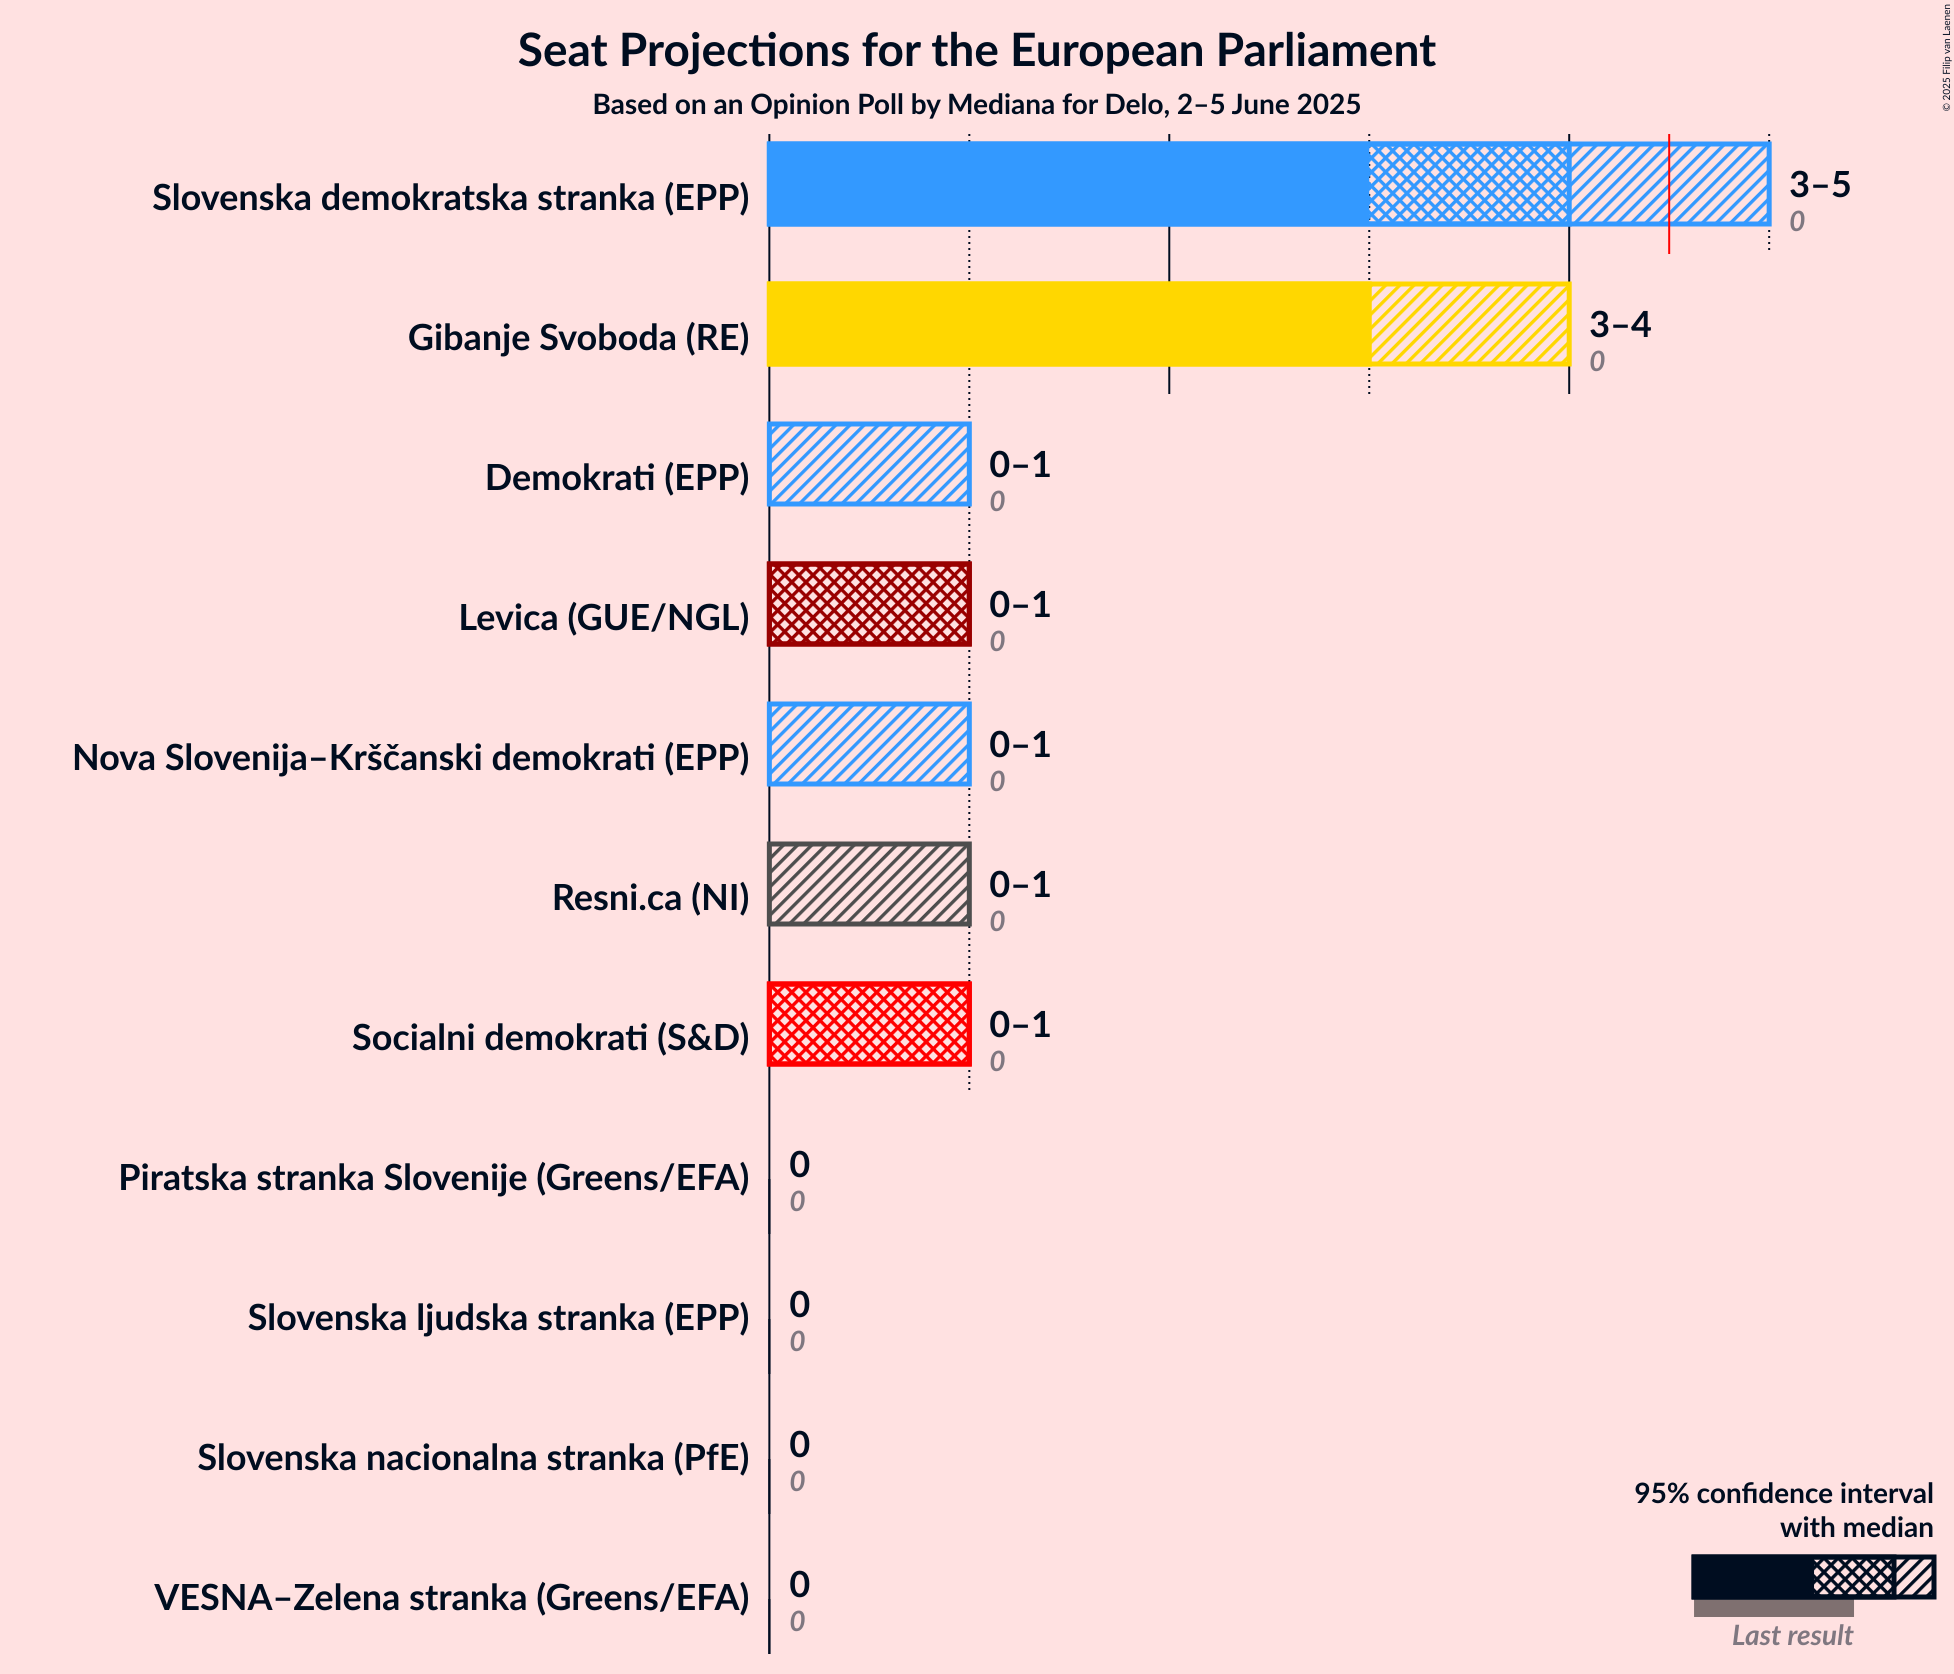 Seat Projections for the European Parliament
Based on an Opinion Poll by Mediana for Delo, 2–5 June 2025
© 2025 Filip van Laenen
Slovenska demokratska stranka (EPP)
3–5
0
Gibanje Svoboda (RE)
3–4
0
Demokrati (EPP)
0–1
0
Levica (GUE/NGL)
0–1
0
Nova Slovenija–Krščanski demokrati (EPP)
0–1
0
Resni.ca (NI)
0–1
0
Socialni demokrati (S&D)
0–1
0
Piratska stranka Slovenije (Greens/EFA)
0
0
Slovenska ljudska stranka (EPP)
0
0
Slovenska nacionalna stranka (PfE)
0
0
VESNA–Zelena stranka (Greens/EFA)
0
0
95% confidence interval
with median
Last result